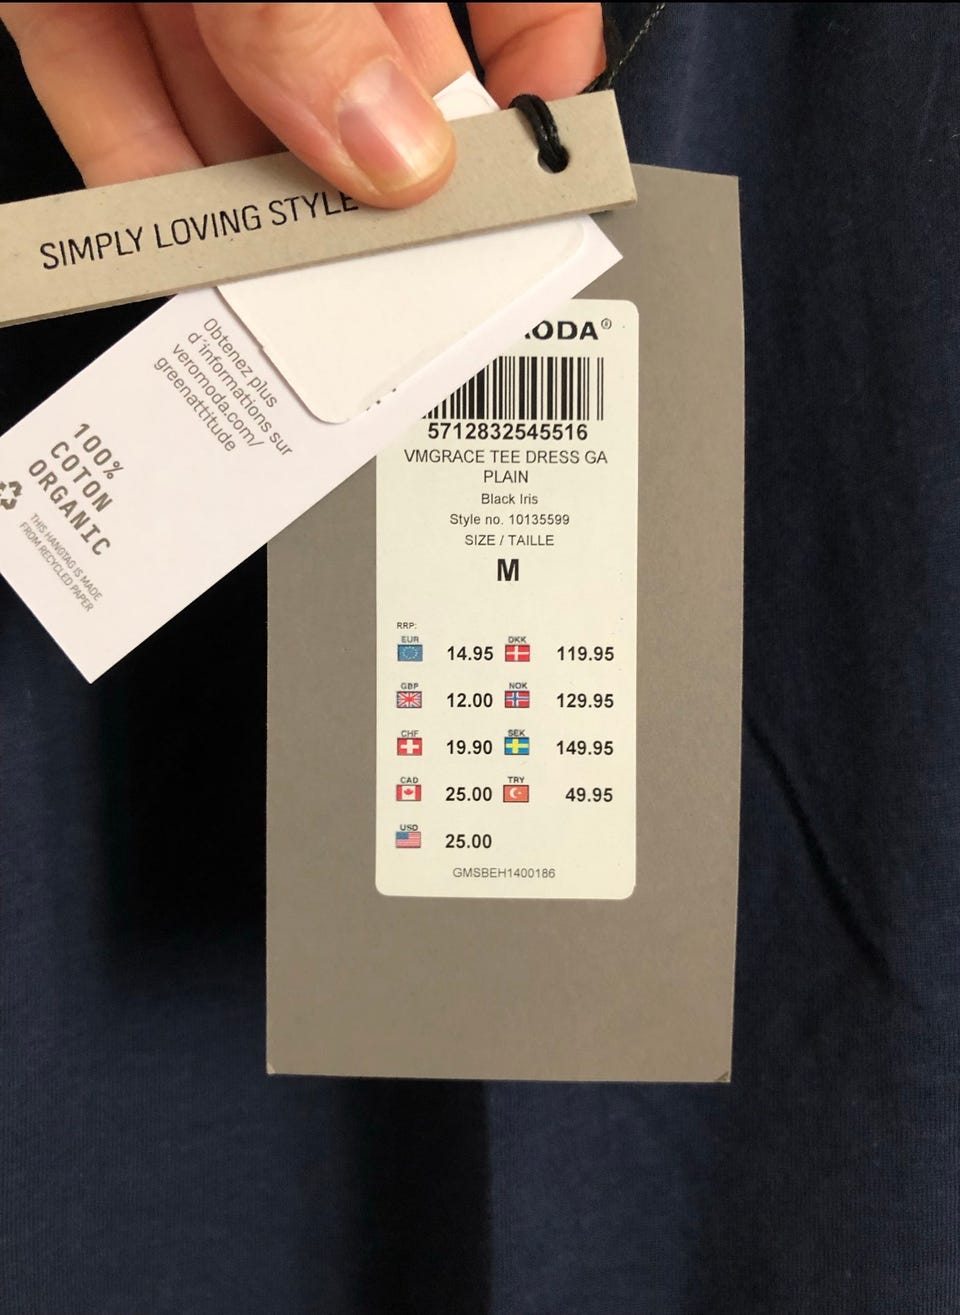 SIMPLY LOVING STYLE
Obtenez plus
d'informations sur
veromoda.com/
greenattitude
100%
COTON
ORGANIC
THIS HANGTAG IS MADE
FROM RECYCLED PAPER
ODA®
5712832545516
VMGRACE TEE DRESS GA
PLAIN
Black Iris
Style no. 10135599
SIZE / TAILLE
M
RRP:
EUR 14.95 DKK 119.95
GBP 12.00 NOK 129.95
CHF 19.90 SEK 149.95
CAD 25.00 TRY 49.95
USD 25.00
GMSBEH1400186